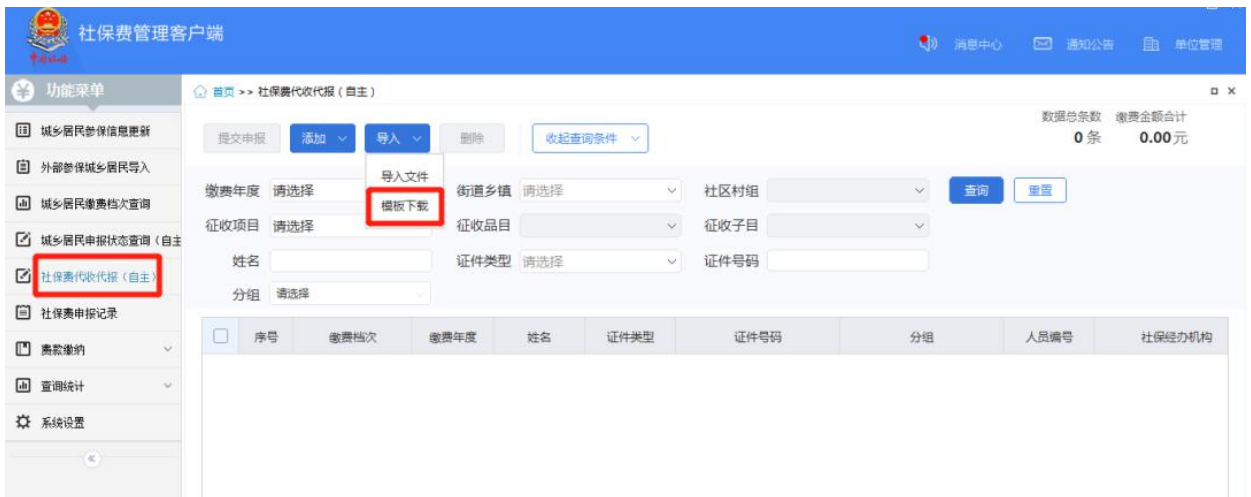 社保费管理客户端
消息中心 通知公告 单位管理
功能菜单
首页 >> 社保费代收代报（自主）
数据总条数 缴费金额合计
0 条 0.00元
城乡居民参保信息更新
外部参保城乡居民导入
城乡居民缴费档次查询
城乡居民申报状态查询（自主
社保费代收代报（自主）
社保费申报记录
费款缴纳
查询统计
系统设置
提交申报 添加 导入 删除 收起查询条件
导入文件
模板下载
缴费年度 请选择 街道乡镇 请选择 社区村组 查询 重置
征收项目 请选择 征收品目 征收子目
姓名 证件类型 请选择 证件号码
分组 请选择
序号 缴费档次 缴费年度 姓名 证件类型 证件号码 分组 人员编号 社保经办机构